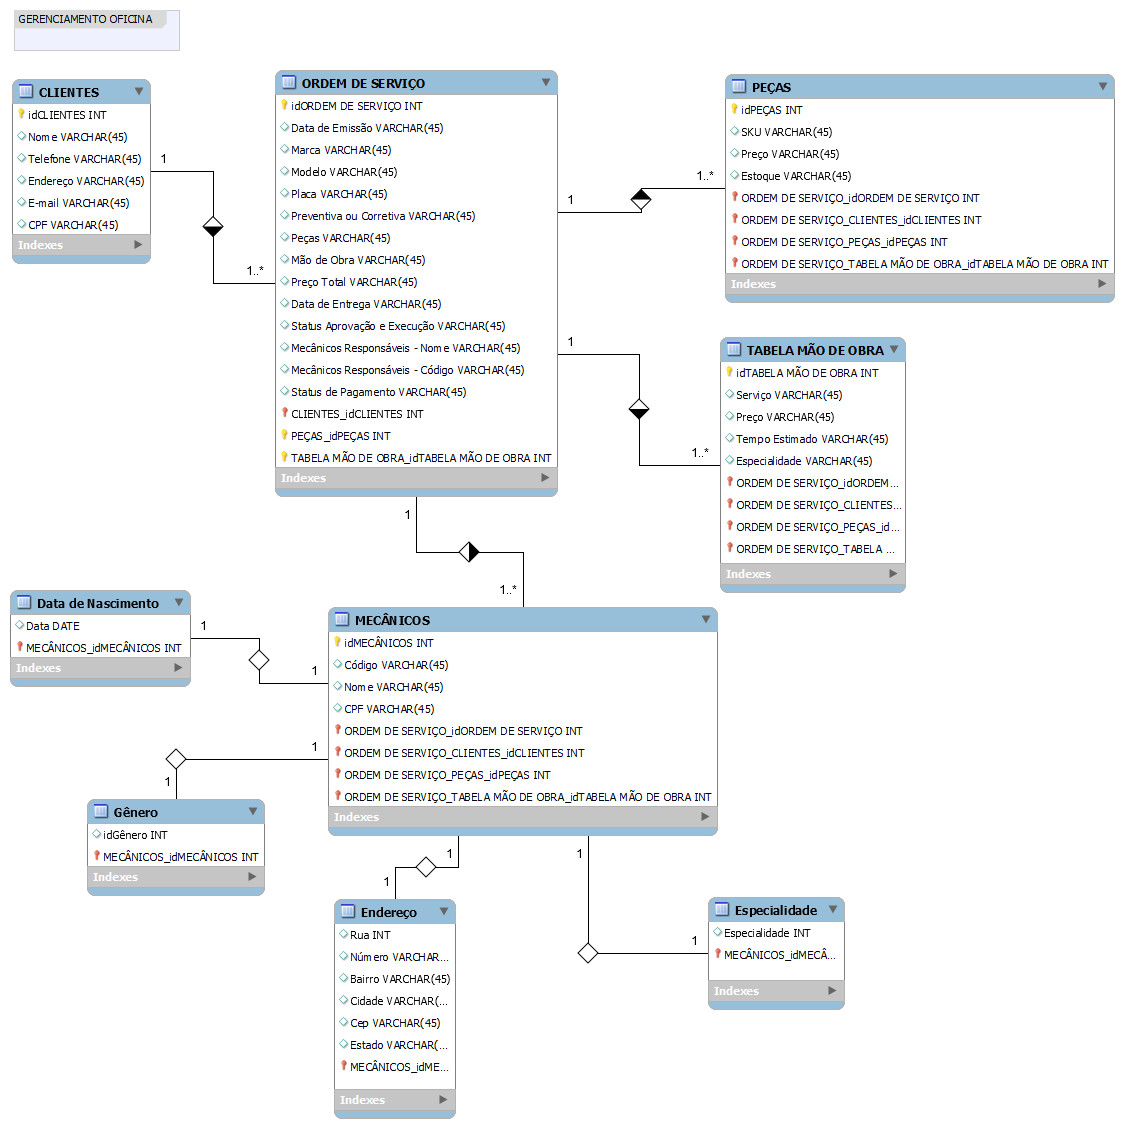 GERENCIAMENTO OFICINA
CLIENTES
idCLIENTES INT
Nome VARCHAR(45)
Telefone VARCHAR(45)
Endereço VARCHAR(45)
E-mail VARCHAR(45)
CPF VARCHAR(45)
Indexes
1
1..*
ORDEM DE SERVIÇO
idORDEM DE SERVIÇO INT
Data de Emissão VARCHAR(45)
Marca VARCHAR(45)
Modelo VARCHAR(45)
Placa VARCHAR(45)
Preventiva ou Corretiva VARCHAR(45)
Peças VARCHAR(45)
Mão de Obra VARCHAR(45)
Preço Total VARCHAR(45)
Data de Entrega VARCHAR(45)
Status Aprovação e Execução VARCHAR(45)
Mecânicos Responsáveis - Nome VARCHAR(45)
Mecânicos Responsáveis - Código VARCHAR(45)
Status de Pagamento VARCHAR(45)
CLIENTES_idCLIENTES INT
PEÇAS_idPEÇAS INT
TABELA MÃO DE OBRA_idTABELA MÃO DE OBRA INT
Indexes
1
1..*
PEÇAS
idPEÇAS INT
SKU VARCHAR(45)
Preço VARCHAR(45)
Estoque VARCHAR(45)
ORDEM DE SERVIÇO_idORDEM DE SERVIÇO INT
ORDEM DE SERVIÇO_CLIENTES_idCLIENTES INT
ORDEM DE SERVIÇO_PEÇAS_idPEÇAS INT
ORDEM DE SERVIÇO_TABELA MÃO DE OBRA_idTABELA MÃO DE OBRA INT
Indexes
1
1..*
TABELA MÃO DE OBRA
idTABELA MÃO DE OBRA INT
Serviço VARCHAR(45)
Preço VARCHAR(45)
Tempo Estimado VARCHAR(45)
Especialidade VARCHAR(45)
ORDEM DE SERVIÇO_idORDEM...
ORDEM DE SERVIÇO_CLIENTES...
ORDEM DE SERVIÇO_PEÇAS_id...
ORDEM DE SERVIÇO_TABELA ...
Indexes
1
1..*
MECÂNICOS
idMECÂNICOS INT
Código VARCHAR(45)
Nome VARCHAR(45)
CPF VARCHAR(45)
ORDEM DE SERVIÇO_idORDEM DE SERVIÇO INT
ORDEM DE SERVIÇO_CLIENTES_idCLIENTES INT
ORDEM DE SERVIÇO_PEÇAS_idPEÇAS INT
ORDEM DE SERVIÇO_TABELA MÃO DE OBRA_idTABELA MÃO DE OBRA INT
Indexes
Data de Nascimento
Data DATE
MECÂNICOS_idMECÂNICOS INT
Indexes
1
1
1
1
Gênero
idGênero INT
MECÂNICOS_idMECÂNICOS INT
Indexes
1
1
Endereço
Rua INT
Número VARCHAR...
Bairro VARCHAR(45)
Cidade VARCHAR(...
Cep VARCHAR(45)
Estado VARCHAR(...
MECÂNICOS_idME...
Indexes
1
1
Especialidade
Especialidade INT
MECÂNICOS_idMECÂ...
Indexes